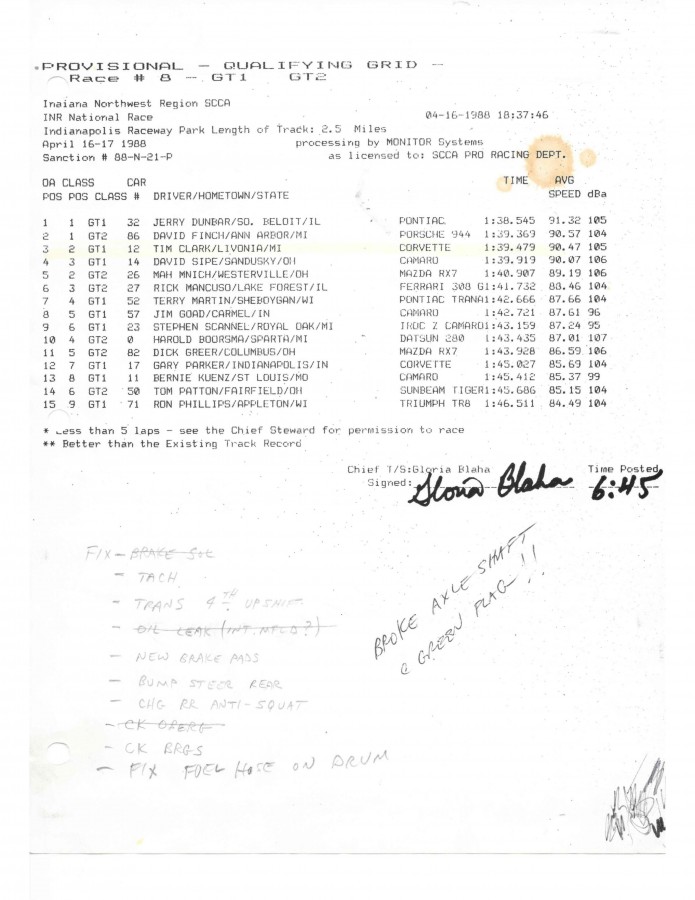 PROVISIONAL - QUALIFYING GRID -
Race # 8 - GT1 GT2
Indiana Northwest Region SCCA
INR National Race 04-16-1988 18:37:46
Indianapolis Raceway Park Length of Track: 2.5 Miles
April 16-17 1988 processing by MONITOR Systems
Sanction # 88-N-21-P as licensed to: SCCA PRO RACING DEPT.
OA CLASS CAR TIME AVG
POS POS CLASS # DRIVER/HOMETOWN/STATE SPEED dBa
1 1 GT1 32 JERRY DUNBAR/SO. BELOIT/IL PONTIAC 1:38.545 91.32 105
2 1 GT2 86 DAVID FINCH/ANN ARBOR/MI PORSCHE 944 1:39.369 90.57 104
3 2 GT1 12 TIM CLARK/LIVONIA/MI CORVETTE 1:39.479 90.47 105
4 3 GT1 14 DAVID SIPE/SANDUSKY/OH CAMARO 1:39.919 90.07 106
5 2 GT2 26 MAH MNICH/WESTERVILLE/OH MAZDA RX7 1:40.907 89.19 106
6 3 GT2 27 RICK MANCUSO/LAKE FOREST/IL FERRARI 308 G1:41.732 88.46 104
7 4 GT1 52 TERRY MARTIN/SHEBOYGAN/WI PONTIAC TRANA1:42.666 87.66 104
8 5 GT1 57 JIM GOAD/CARMEL/IN CAMARO 1:42.721 87.61 96
9 6 GT1 23 STEPHEN SCANNEL/ROYAL OAK/MI IROC Z CAMARO1:43.159 87.24 95
10 4 GT2 0 HAROLD BOORSMA/SPARTA/MI DATSUN 280 1:43.435 87.01 107
11 5 GT2 82 DICK GREER/COLUMBUS/OH MAZDA RX7 1:43.928 86.59 106
12 7 GT1 17 GARY PARKER/INDIANAPOLIS/IN CORVETTE 1:45.027 85.69 104
13 8 GT1 11 BERNIE KUENZ/ST LOUIS/MO CAMARO 1:45.412 85.37 99
14 6 GT2 50 TOM PATTON/FAIRFIELD/OH SUNBEAM TIGER1:45.686 85.15 104
15 9 GT1 71 RON PHILLIPS/APPLETON/WI TRIUMPH TR8 1:46.511 84.49 104
* Less than 5 laps - see the Chief Steward for permission to race
** Better than the Existing Track Record
Chief T/S:Gloria Blaha Time Posted
Signed: Gloria Blaha 6:45
FIX - BRAKE SOL
- TACH
- TRANS 4TH UPSHIFT
- OIL LEAK (INT. MFLD?)
- NEW BRAKE PADS
- BUMP STEER REAR
- CHG RR ANTI-SQUAT
- CK
- CK BRGS
- FIX FUEL HOSE ON DRUM
BROKE AXLE SHAFT
@ GREEN FLAG!!